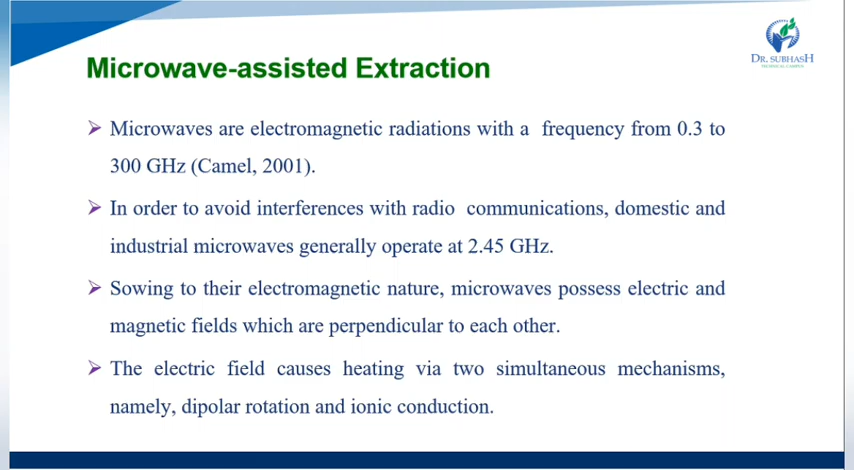 DR. SUBHASH
TECHNICAL CAMPUS
Microwave-assisted Extraction
Microwaves are electromagnetic radiations with a frequency from 0.3 to
300 GHz (Camel, 2001).
In order to avoid interferences with radio communications, domestic and
industrial microwaves generally operate at 2.45 GHz.
Sowing to their electromagnetic nature, microwaves possess electric and
magnetic fields which are perpendicular to each other.
The electric field causes heating via two simultaneous mechanisms,
namely, dipolar rotation and ionic conduction.